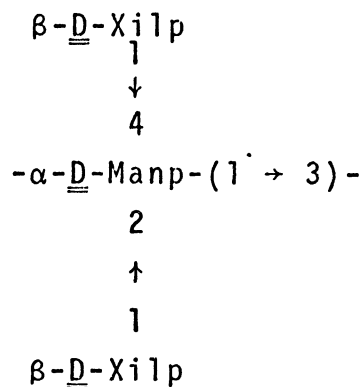 β-D-Xilp
1
↓
4
-α-D-Manp-(1 → 3)-
2
↑
1
β-D-Xilp